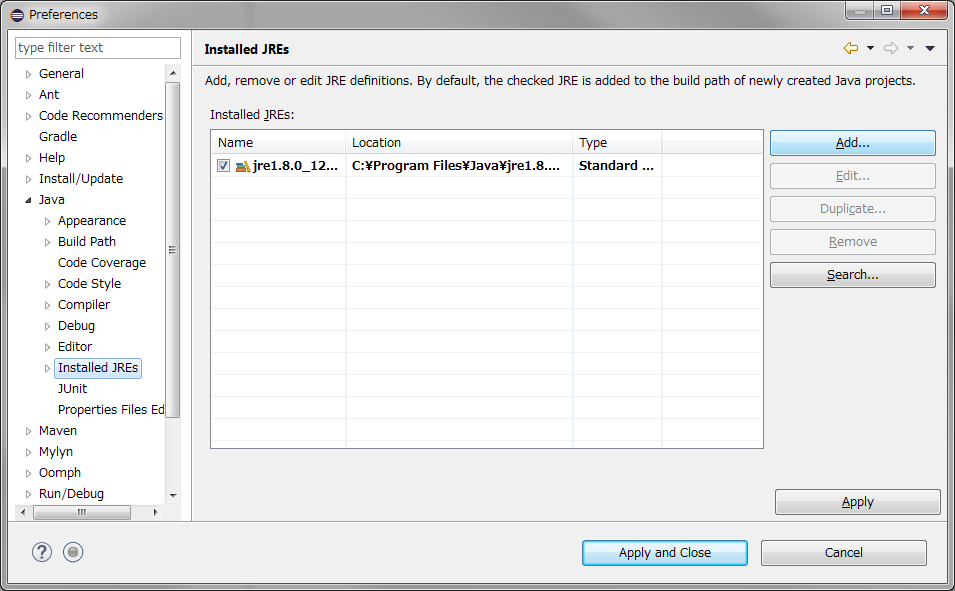 Preferences
type filter text
General
Ant
Code Recommenders
Gradle
Help
Install/Update
Java
Appearance
Build Path
Code Coverage
Code Style
Compiler
Debug
Editor
Installed JREs
JUnit
Properties Files Ed
Maven
Mylyn
Oomph
Run/Debug
Installed JREs
Add, remove or edit JRE definitions. By default, the checked JRE is added to the build path of newly created Java projects.
Installed JREs:
Name Location Type
jre1.8.0_12... C:¥Program Files¥Java¥jre1.8.... Standard ...
Add...
Edit...
Duplicate...
Remove
Search...
Apply
Apply and Close Cancel